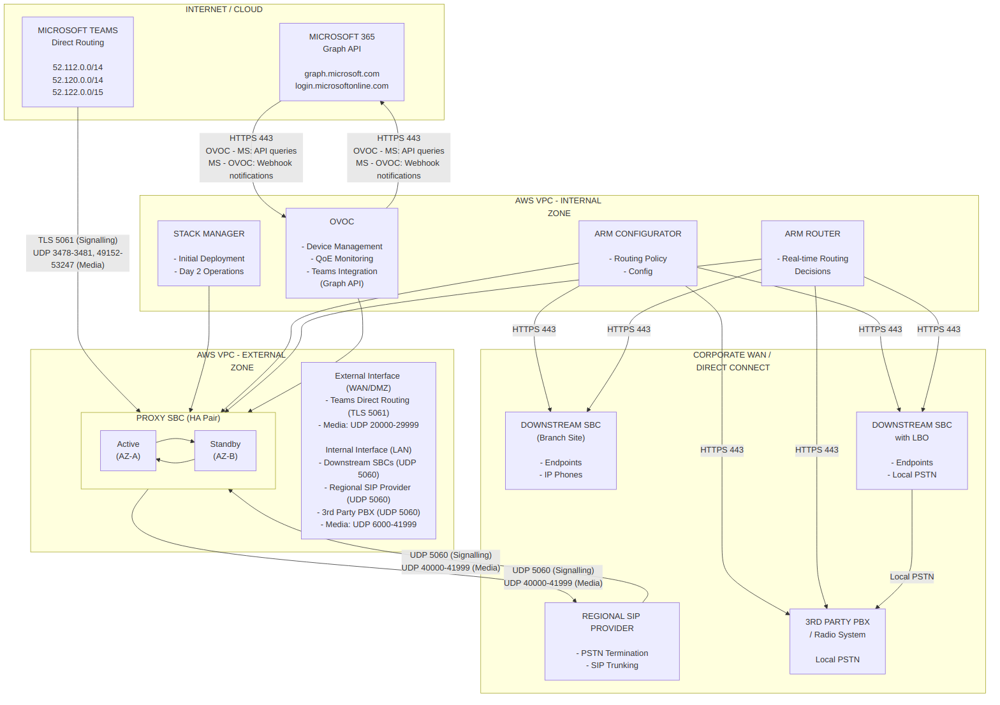 INTERNET / CLOUD
MICROSOFT TEAMS
Direct Routing
52.112.0.0/14
52.120.0.0/14
52.122.0.0/15
MICROSOFT 365
Graph API
graph.microsoft.com
login.microsoftonline.com
HTTPS 443
OVOC - MS: API queries
MS - OVOC: Webhook
notifications
HTTPS 443
OVOC - MS: API queries
MS - OVOC: Webhook
notifications
TLS 5061 (Signalling)
UDP 3478-3481, 49152-
53247 (Media)
AWS VPC - INTERNAL
ZONE
STACK MANAGER
- Initial Deployment
- Day 2 Operations
OVOC
- Device Management
- QoE Monitoring
- Teams Integration
(Graph API)
ARM CONFIGURATOR
- Routing Policy
- Config
ARM ROUTER
- Real-time Routing
Decisions
HTTPS 443
HTTPS 443
HTTPS 443
HTTPS 443
AWS VPC - EXTERNAL
ZONE
PROXY SBC (HA Pair)
Active
(AZ-A)
Standby
(AZ-B)
External Interface
(WAN/DMZ)
- Teams Direct Routing
(TLS 5061)
- Media: UDP 20000-29999
Internal Interface (LAN)
- Downstream SBCs (UDP
5060)
- Regional SIP Provider
(UDP 5060)
- 3rd Party PBX (UDP 5060)
- Media: UDP 6000-41999
CORPORATE WAN /
DIRECT CONNECT
DOWNSTREAM SBC
(Branch Site)
- Endpoints
- IP Phones
DOWNSTREAM SBC
with LBO
- Endpoints
- Local PSTN
HTTPS 443
HTTPS 443
UDP 5060 (Signalling)
UDP 40000-41999 (Media)
UDP 5060 (Signalling)
UDP 40000-41999 (Media)
Local PSTN
REGIONAL SIP
PROVIDER
- PSTN Termination
- SIP Trunking
3RD PARTY PBX
/ Radio System
Local PSTN